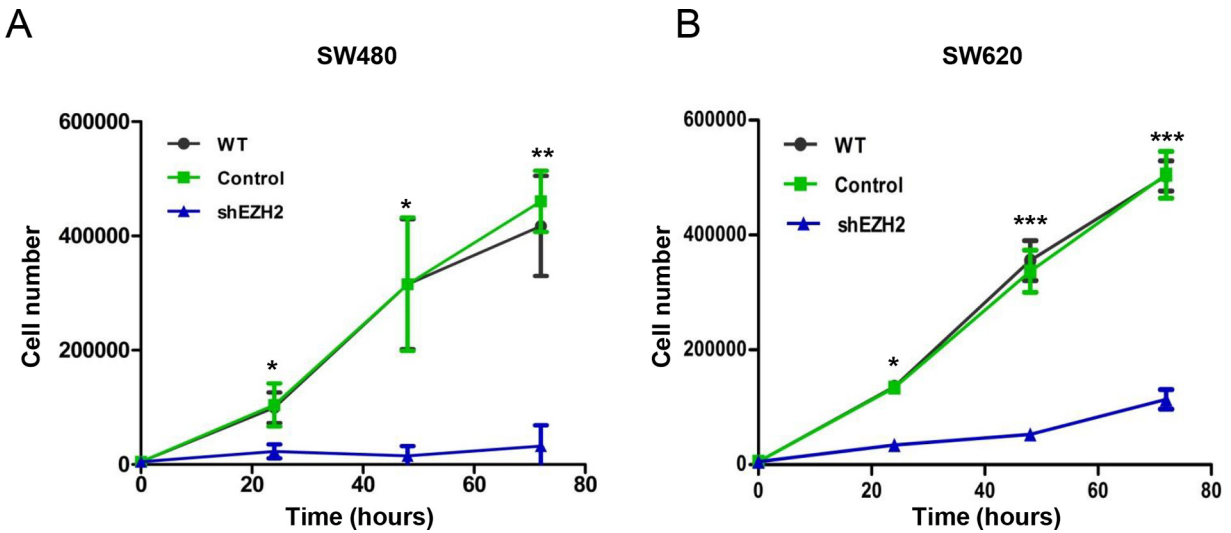 A
SW480
Cell number
600000
400000
200000
0
WT
Control
shEZH2
*
*
**
0
20
40
60
80
Time (hours)
B
SW620
Cell number
600000
400000
200000
0
WT
Control
shEZH2
*
***
***
0
20
40
60
80
Time (hours)